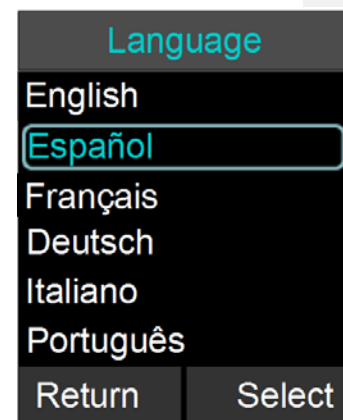 Language
English
Español
Français
Deutsch
Italiano
Português
Return Select